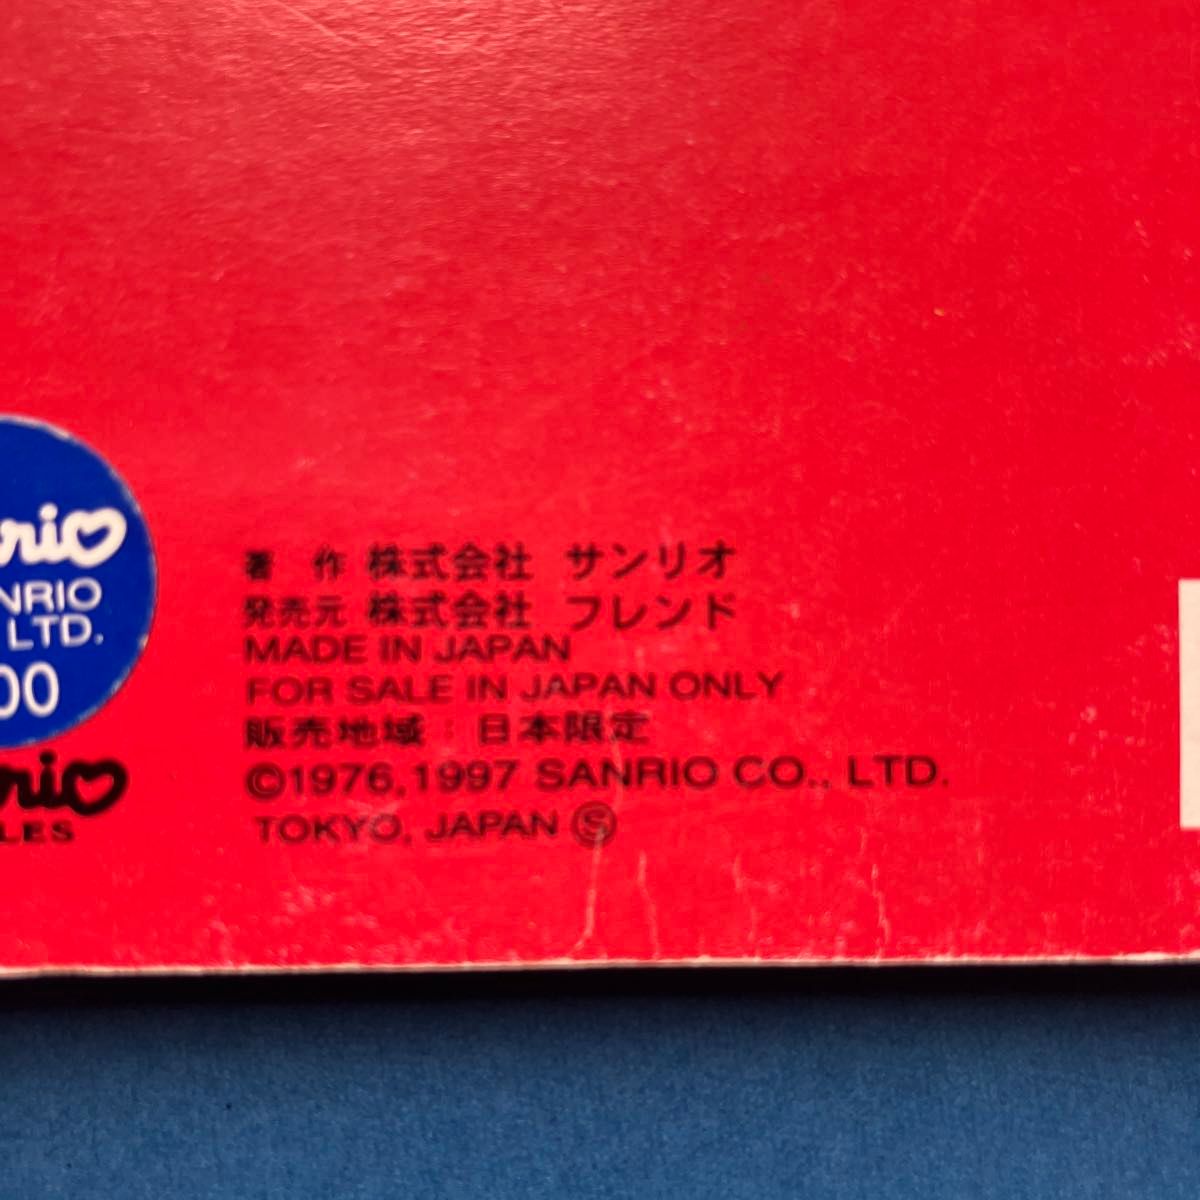 NRIO
LTD.
00
著 作 株式会社 サンリオ
発売元 株式会社 フレンド
MADE IN JAPAN
FOR SALE IN JAPAN ONLY
販売地域：日本限定
©1976,1997 SANRIO CO., LTD.
TOKYO, JAPAN Ⓢ
rio
LES